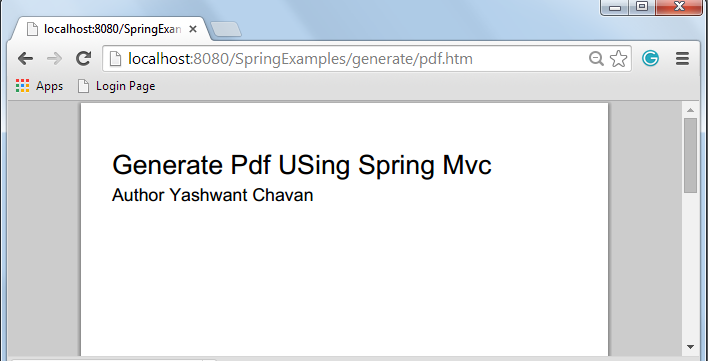 localhost:8080/SpringExan
localhost:8080/SpringExamples/generate/pdf.htm
Apps
Login Page
Generate Pdf USing Spring Mvc
Author Yashwant Chavan